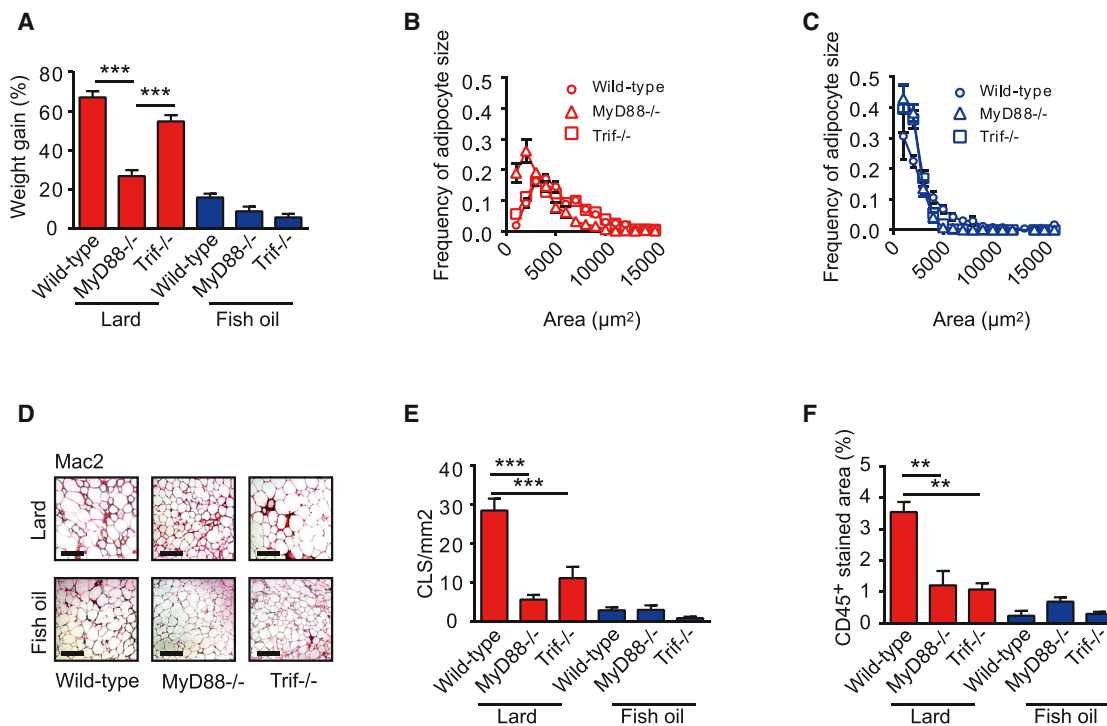 A
Weight gain (%)
80
60
40
20
0
***
***
Wild-type
MyD88-/-
Trif-/-
Wild-type
MyD88-/-
Trif-/-
Lard
Fish oil
B
Frequency of adipocyte size
0.5
0.4
0.3
0.2
0.1
0.0
Wild-type
MyD88-/-
Trif-/-
0
5000
10000
15000
Area (µm²)
C
Frequency of adipocyte size
0.5
0.4
0.3
0.2
0.1
0.0
Wild-type
MyD88-/-
Trif-/-
0
5000
10000
15000
Area (µm²)
D
Mac2
Lard
Fish oil
Wild-type
MyD88-/-
Trif-/-
E
CLS/mm2
40
30
20
10
0
***
***
Wild-type
MyD88-/-
Trif-/-
Wild-type
MyD88-/-
Trif-/-
Lard
Fish oil
F
CD45⁺ stained area (%)
5
4
3
2
1
0
**
**
Wild-type
MyD88-/-
Trif-/-
Wild-type
MyD88-/-
Trif-/-
Lard
Fish oil